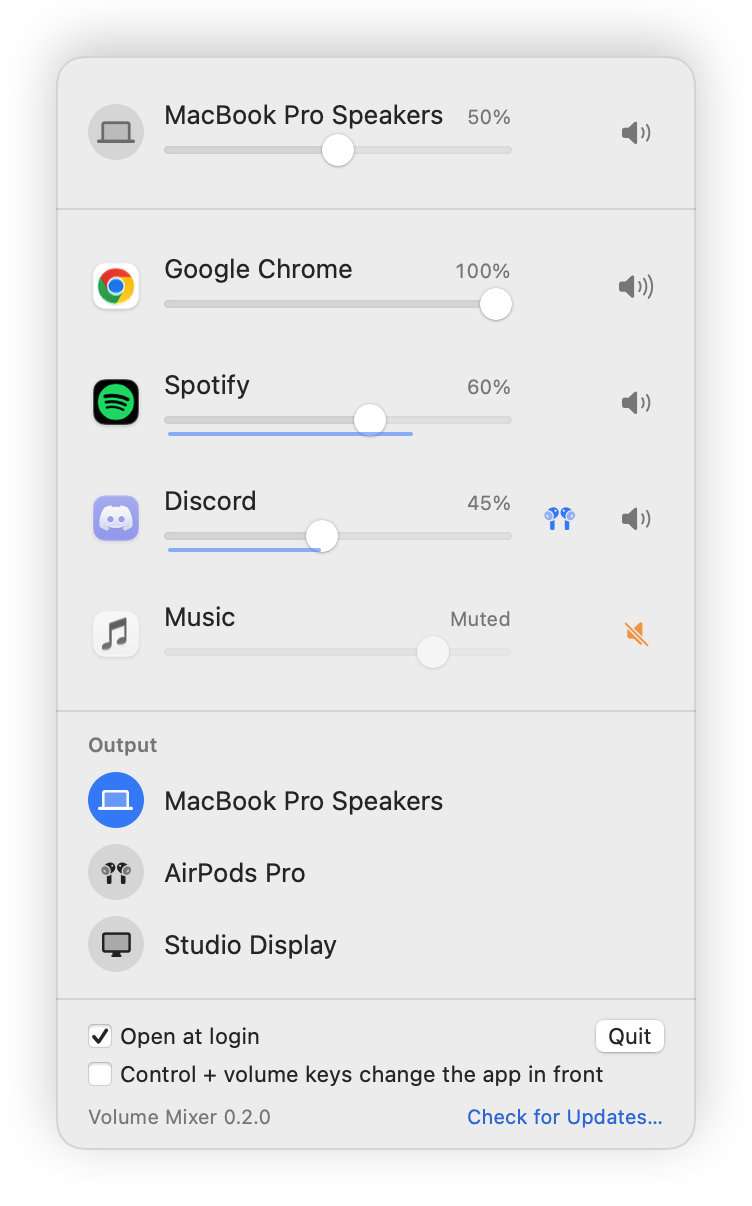 MacBook Pro Speakers 50%
Google Chrome 100%
Spotify 60%
Discord 45%
Music Muted
Output
MacBook Pro Speakers
AirPods Pro
Studio Display
Open at login Quit
Control + volume keys change the app in front
Volume Mixer 0.2.0 Check for Updates...